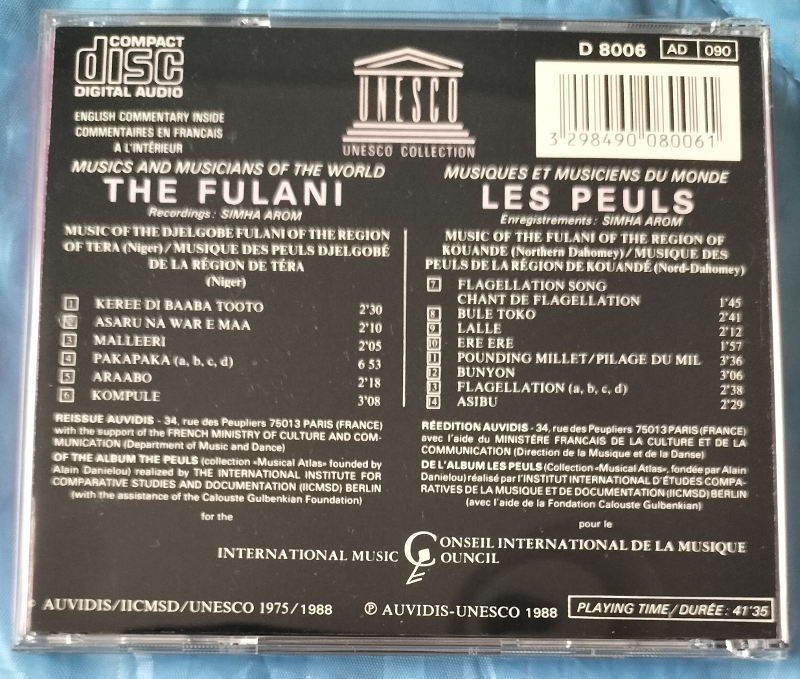 COMPACT
disc
DIGITAL AUDIO
UNESCO
UNESCO COLLECTION
D 8006
AD 090
3 298490 080061
ENGLISH COMMENTARY INSIDE
COMMENTAIRES EN FRANCAIS
A L'INTÉRIEUR
MUSICS AND MUSICIANS OF THE WORLD
THE FULANI
Recordings: SIMHA AROM
MUSIC OF THE DJELGOBE FULANI OF THE REGION
OF TERA (Niger)/MUSIQUE DES PEULS DJELGOBÉ
DE LA RÉGION DE TÉRA
(Niger)
1 KEREE DI BAABA TOOTO 2'30
2 ASARU NA WAR E MAA 2'10
3 MALLEERI 2'05
4 PAKAPAKA (a, b, c, d) 6 53
5 ARAABO 2'18
6 KOMPULE 3'08
REISSUE AUVIDIS - 34, rue des Peupliers 75013 PARIS (FRANCE)
with the support of the FRENCH MINISTRY OF CULTURE AND COM-
MUNICATION (Department of Music and Dance)
OF THE ALBUM THE PEULS (collection «Musical Atlas» founded by
Alain Danielou) realized by THE INTERNATIONAL INSTITUTE FOR
COMPARATIVE STUDIES AND DOCUMENTATION (IICMSD) BERLIN
(with the assistance of the Calouste Gulbenkian Foundation)
for the
MUSIQUES ET MUSICIENS DU MONDE
LES PEULS
Enregistrements: SIMHA AROM
MUSIC OF THE FULANI OF THE REGION OF
KOUANDE (Northern Dahomey)/MUSIQUE DES
PEULS DE LA RÉGION DE KOUANDÉ (Nord-Dahomey)
7 FLAGELLATION SONG
CHANT DE FLAGELLATION 1'45
8 BULE TOKO 2'41
9 LALLE 2'12
10 ERE ERE 1'57
11 POUNDING MILLET/PILAGE DU MIL 3'36
12 BUNYON 3'06
13 FLAGELLATION (a, b, c, d) 2'38
14 ASIBU 2'29
RÉEDITION AUVIDIS - 34, rue des Peupliers 75013 PARIS (FRANCE)
avec l'aide du MINISTÉRE FRANCAIS DE LA CULTURE ET DE LA
COMMUNICATION (Direction de la Musique et de la Danse)
DE L'ALBUM LES PEULS (Collection «Musical Atlas», fondée par Alain
Danielou) réalisé par l'INSTITUT INTERNATIONAL D'ÉTUDES COMPA-
RATIVES DE LA MUSIQUE ET DE DOCUMENTATION (IICMSD) BERLIN
(avec l'aide de la Fondation Calouste Gulbenkian)
pour le
INTERNATIONAL MUSIC CONSEIL INTERNATIONAL DE LA MUSIQUE
COUNCIL
AUVIDIS/IICMSD/UNESCO 1975/1988
℗ AUVIDIS-UNESCO 1988
PLAYING TIME/DURÉE: 41'35